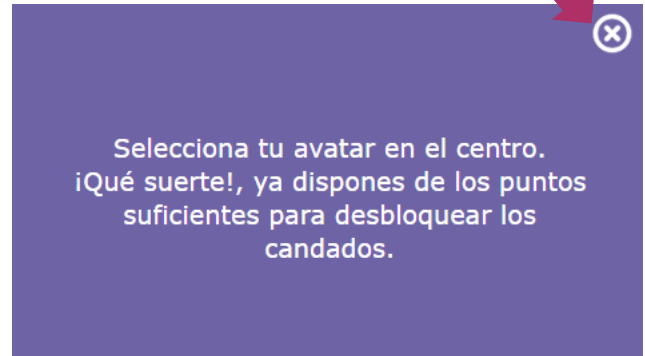 Selecciona tu avatar en el centro.
¡Qué suerte!, ya dispones de los puntos
suficientes para desbloquear los
candados.